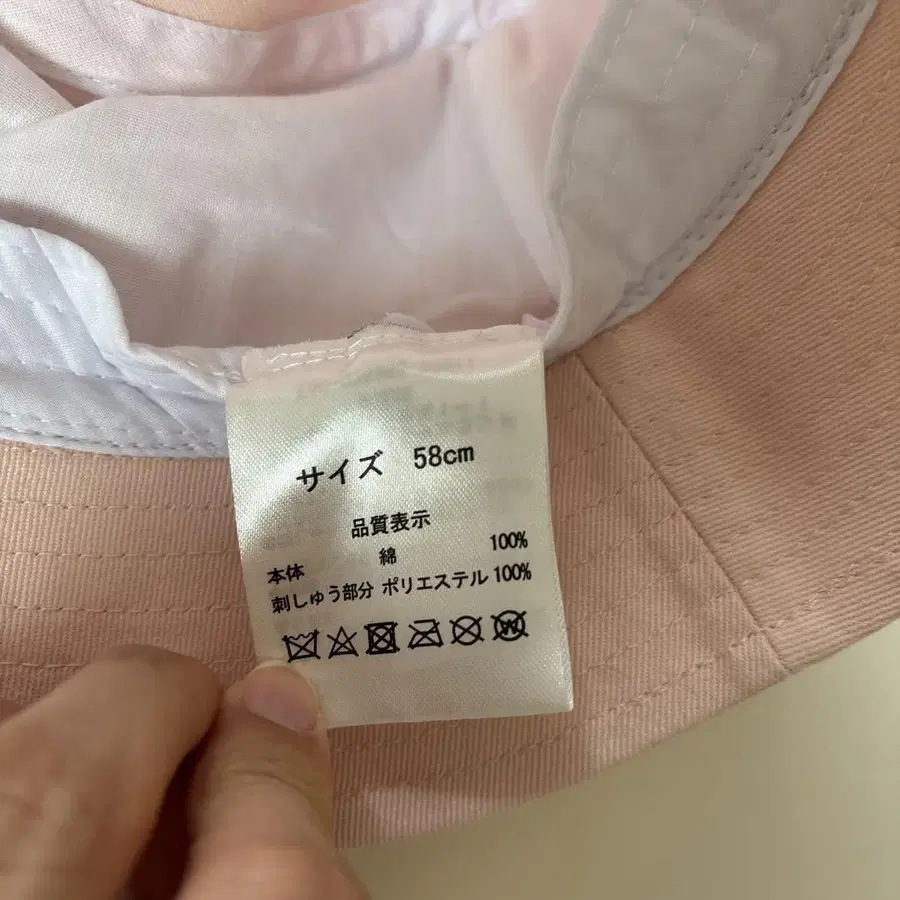 サイズ 58cm
品質表示
本体 綿 100%
刺しゅう部分 ポリエステル 100%